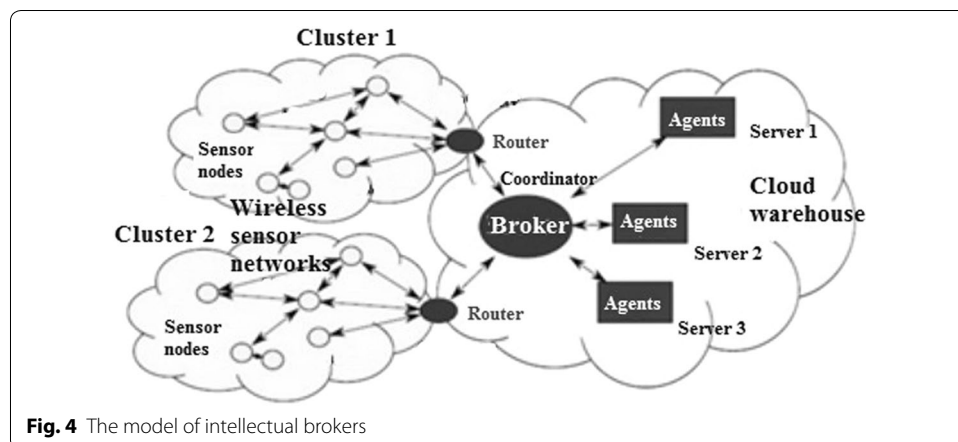 Cluster 1
Agents
Server 1
Router
Sensor
nodes
Coordinator
Cloud
warehouse
Wireless
sensor
networks
Broker
Agents
Cluster 2
Server 2
Agents
Router
Sensor
nodes
Server 3
Fig. 4 The model of intellectual brokers